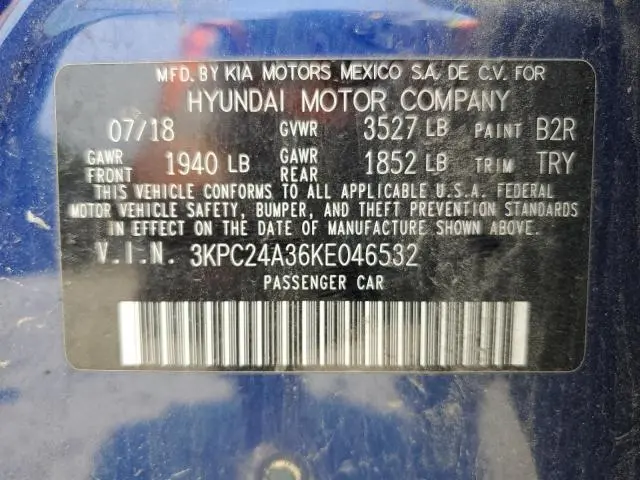 MFD. BY KIA MOTORS MEXICO S.A. DE C.V. FOR
HYUNDAI MOTOR COMPANY
07/18 GVWR 3527 LB PAINT B2R
GAWR FRONT 1940 LB GAWR REAR 1852 LB TRIM TRY
THIS VEHICLE CONFORMS TO ALL APPLICABLE U.S.A. FEDERAL
MOTOR VEHICLE SAFETY, BUMPER, AND THEFT PREVENTION STANDARDS
IN EFFECT ON THE DATE OF MANUFACTURE SHOWN ABOVE.
V.I.N. 3KPC24A36KE046532
PASSENGER CAR